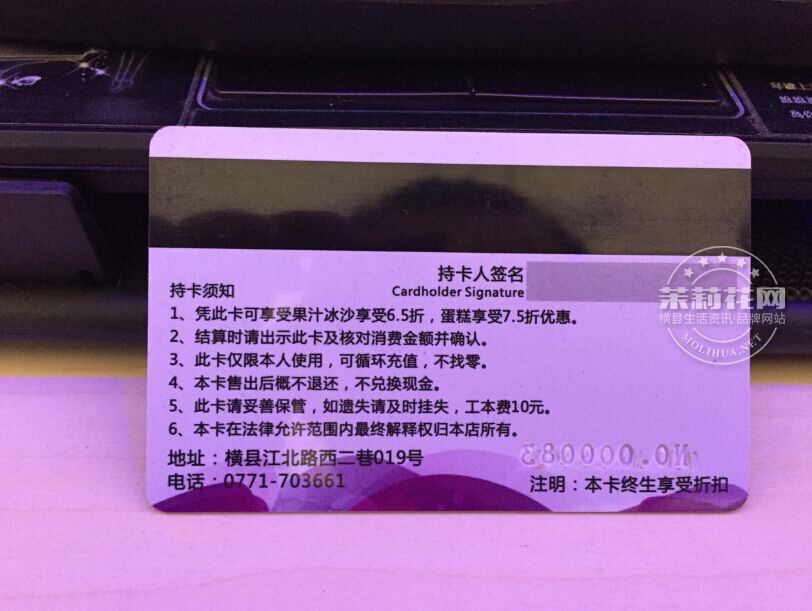 持卡人签名
Cardholder Signature
持卡须知
1、凭此卡可享受果汁冰沙享受6.5折，蛋糕享受7.5折优惠。
2、结算时请出示此卡及核对消费金额并确认。
3、此卡仅限本人使用，可循环充值，不找零。
4、本卡售出后概不退还，不兑换现金。
5、此卡请妥善保管，如遗失请及时挂失，工本费10元。
6、本卡在法律允许范围内最终解释权归本店所有。
NO.0000083
地址：横县江北路西二巷019号
电话：0771-703661
注明：本卡终生享受折扣
茉莉花网
横县生活资讯·品牌网站
MOLIHUA.NET